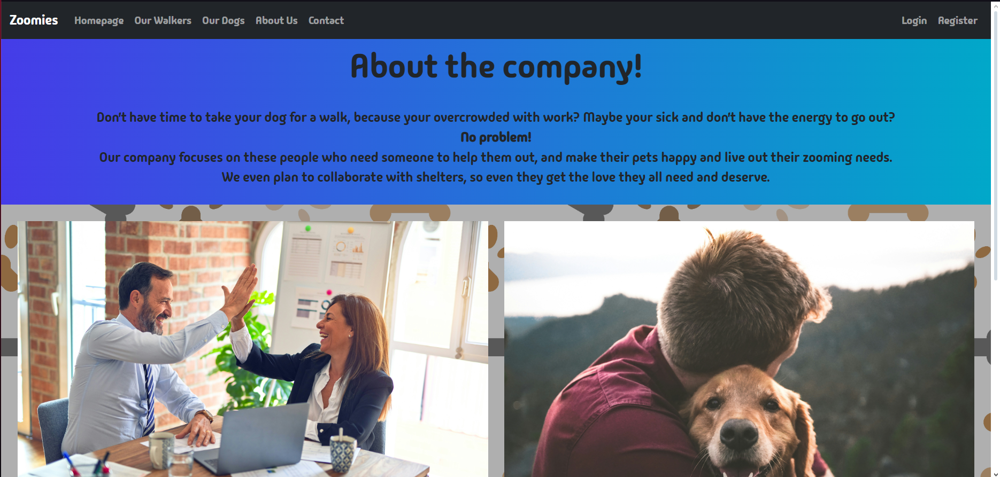 Zoomies Homepage Our Walkers Our Dogs About Us Contact Login Register
About the company!
Don't have time to take your dog for a walk, because your overcrowded with work? Maybe your sick and don't have the energy to go out?
No problem!
Our company focuses on these people who need someone to help them out, and make their pets happy and live out their zooming needs.
We even plan to collaborate with shelters, so even they get the love they all need and deserve.